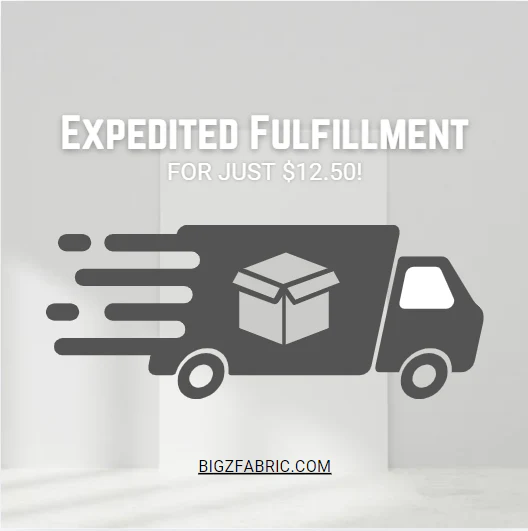 Expedited Fulfillment
FOR JUST $12.50!
BIGZFABRIC.COM